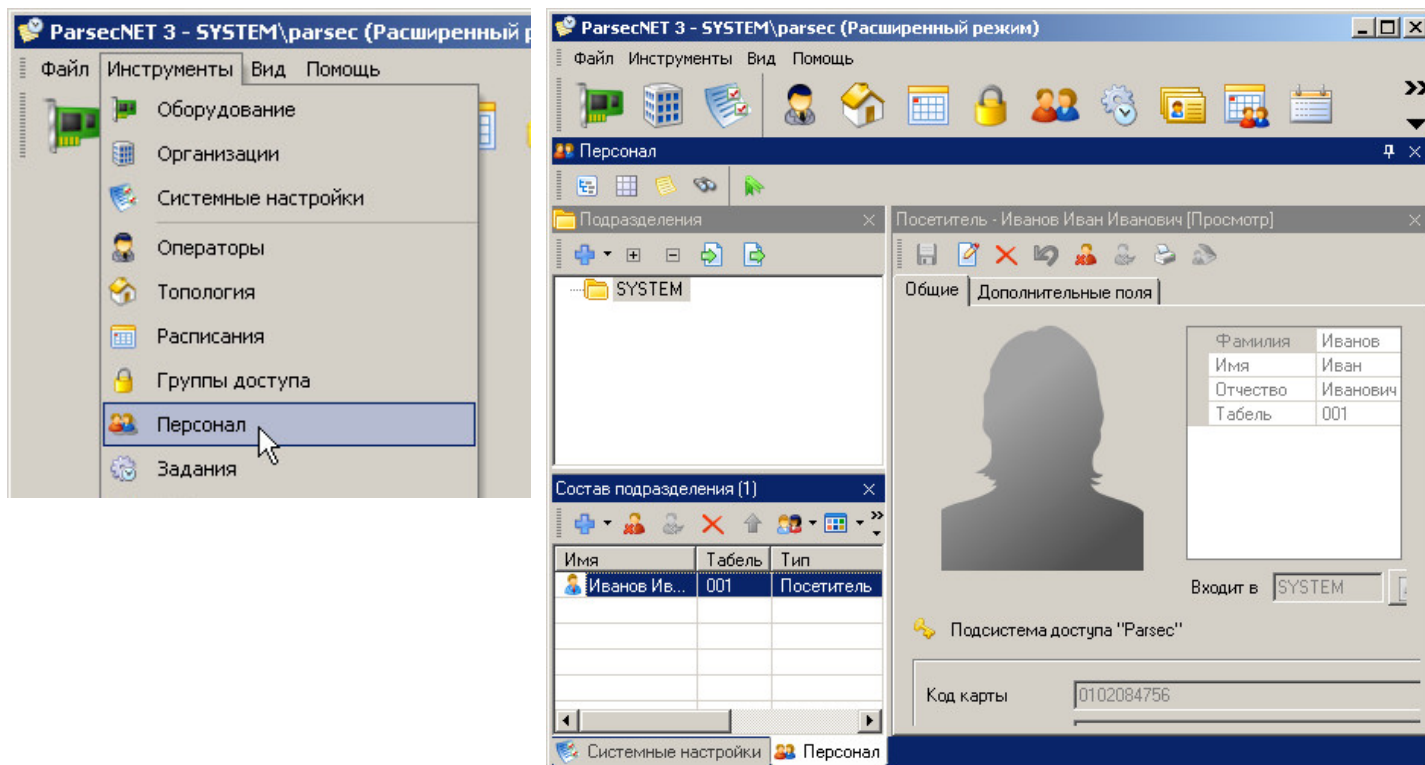 ParsecNET 3 - SYSTEM\parsec (Расширенный р
Файл Инструменты Вид Помощь
Оборудование
Организации
Системные настройки
Операторы
Топология
Расписания
Группы доступа
Персонал
Задания
ParsecNET 3 - SYSTEM\parsec (Расширенный режим)
Файл Инструменты Вид Помощь
Персонал
Подразделения
SYSTEM
Состав подразделения (1)
Имя Табель Тип
Иванов Ив... 001 Посетитель
Посетитель - Иванов Иван Иванович [Просмотр]
Общие Дополнительные поля
Фамилия Иванов
Имя Иван
Отчество Иванович
Табель 001
Входит в SYSTEM
Подсистема доступа "Parsec"
Код карты 0102084756
Системные настройки Персонал